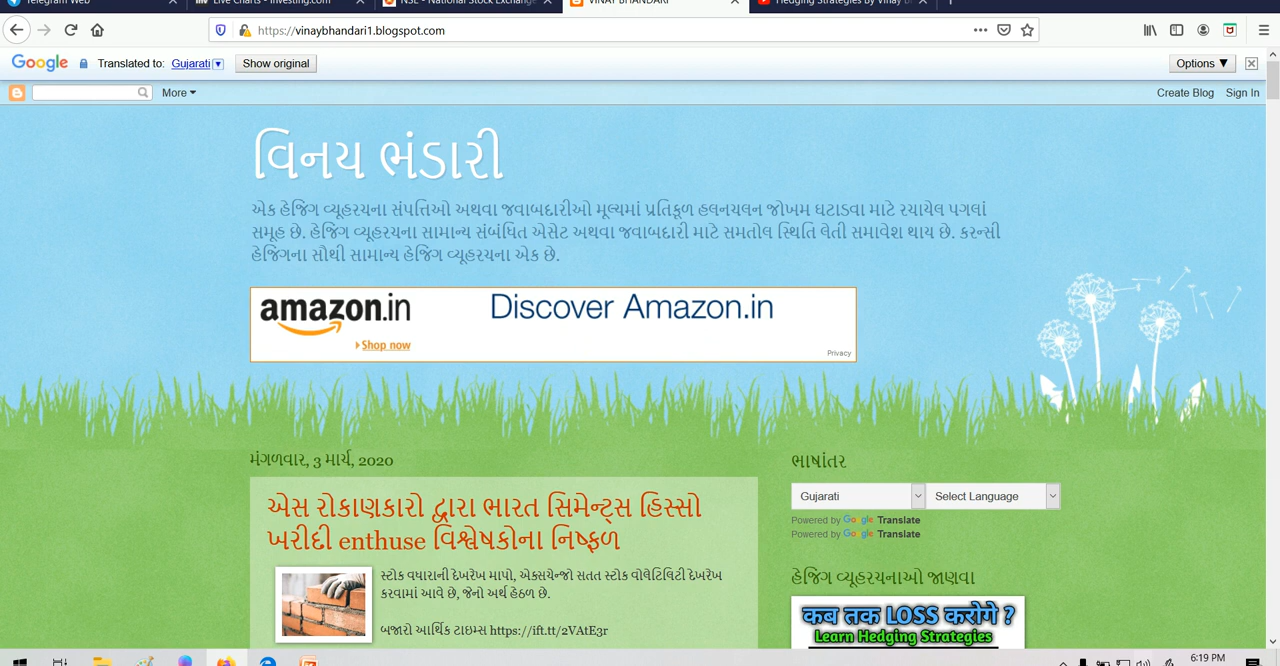 Telegram Web
Live Charts - Investing.com
NSE - National Stock Exchange
VINAY BHANDARI
Hedging Strategies By Vinay B
https://vinaybhandari1.blogspot.com
Google Translated to: Gujarati Show original Options ▼
More Create Blog Sign In
વિનય ભંડારી
એક હેજિંગ વ્યૂહરચના સંપત્તિઓ અથવા જવાબદારીઓ મૂલ્યમાં પ્રતિકૂળ હલનચલન જોખમ ઘટાડવા માટે રચાયેલ પગલાં
સમૂહ છે. હેજિંગ વ્યૂહરચના સામાન્ય સંબંધિત એસેટ અથવા જવાબદારી માટે સમતોલ સ્થિતિ લેતી સમાવેશ થાય છે. કરન્સી
હેજિંગના સૌથી સામાન્ય હેજિંગ વ્યૂહરચના એક છે.
amazon.in Discover Amazon.in
Shop now
Privacy
મંગળવાર, 3 માર્ચ, 2020
એસ રોકાણકારો દ્વારા ભારત સિમેન્ટ્સ હિસ્સો
ખરીદી enthuse વિશ્લેષકોના નિષ્ફળ
સ્ટોક વધારાની દેખરેખ માપો, એક્સચેન્જો સતત સ્ટોક વોલેટિલિટી દેખરેખ
કરવામાં આવે છે, જેનો અર્થ હેઠળ છે.
બજારો આર્થિક ટાઇમ્સ https://ift.tt/2VAtE3r
ભાષાંતર
Gujarati Select Language
Powered by Google Translate
Powered by Google Translate
હેજિંગ વ્યૂહરચનાઓ જાણવા
कब तक LOSS करोगे ?
Learn Hedging Strategies
6:19 PM